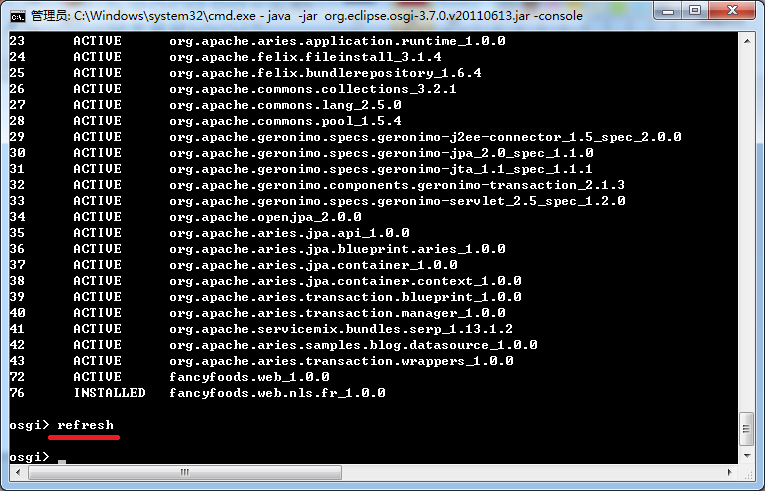 管理员: C:\Windows\system32\cmd.exe - java  -jar  org.eclipse.osgi-3.7.0.v20110613.jar -console
23      ACTIVE      org.apache.aries.application.runtime_1.0.0
24      ACTIVE      org.apache.felix.fileinstall_3.1.4
25      ACTIVE      org.apache.felix.bundlerepository_1.6.4
26      ACTIVE      org.apache.commons.collections_3.2.1
27      ACTIVE      org.apache.commons.lang_2.5.0
28      ACTIVE      org.apache.commons.pool_1.5.4
29      ACTIVE      org.apache.geronimo.specs.geronimo-j2ee-connector_1.5_spec_2.0.0
30      ACTIVE      org.apache.geronimo.specs.geronimo-jpa_2.0_spec_1.1.0
31      ACTIVE      org.apache.geronimo.specs.geronimo-jta_1.1_spec_1.1.1
32      ACTIVE      org.apache.geronimo.components.geronimo-transaction_2.1.3
33      ACTIVE      org.apache.geronimo.specs.geronimo-servlet_2.5_spec_1.2.0
34      ACTIVE      org.apache.openjpa_2.0.0
35      ACTIVE      org.apache.aries.jpa.api_1.0.0
36      ACTIVE      org.apache.aries.jpa.blueprint.aries_1.0.0
37      ACTIVE      org.apache.aries.jpa.container_1.0.0
38      ACTIVE      org.apache.aries.jpa.container.context_1.0.0
39      ACTIVE      org.apache.aries.transaction.blueprint_1.0.0
40      ACTIVE      org.apache.aries.transaction.manager_1.0.0
41      ACTIVE      org.apache.servicemix.bundles.serp_1.13.1.2
42      ACTIVE      org.apache.aries.samples.blog.datasource_1.0.0
43      ACTIVE      org.apache.aries.transaction.wrappers_1.0.0
72      ACTIVE      fancyfoods.web_1.0.0
76      INSTALLED   fancyfoods.web.nls.fr_1.0.0
osgi> refresh
osgi> _